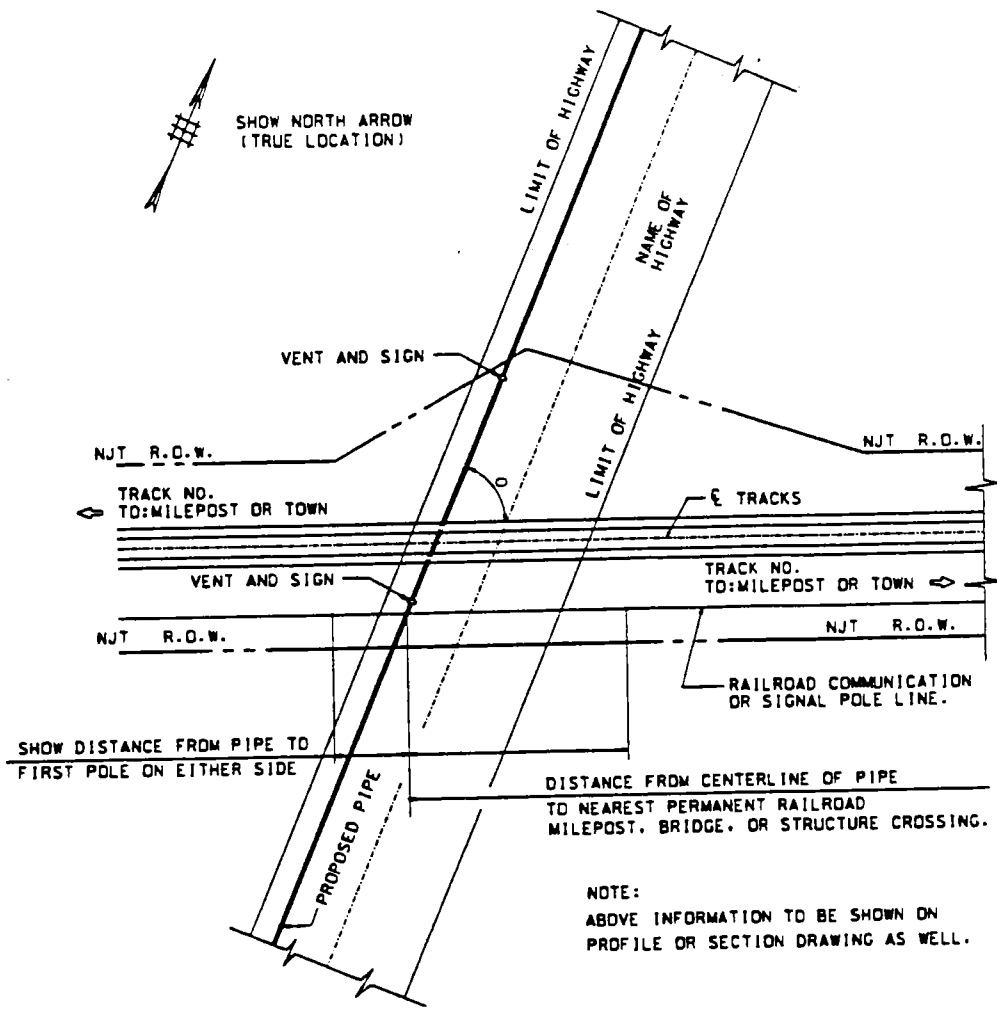 SHOW NORTH ARROW
(TRUE LOCATION)
LIMIT OF HIGHWAY
NAME OF
HIGHWAY
VENT AND SIGN
LIMIT OF HIGHWAY
NJT R.O.W.
NJT R.O.W.
TRACK NO.
TO:MILEPOST OR TOWN
O
℄ TRACKS
VENT AND SIGN
TRACK NO.
TO:MILEPOST OR TOWN
NJT R.O.W.
NJT R.O.W.
RAILROAD COMMUNICATION
OR SIGNAL POLE LINE.
SHOW DISTANCE FROM PIPE TO
FIRST POLE ON EITHER SIDE
DISTANCE FROM CENTERLINE OF PIPE
TO NEAREST PERMANENT RAILROAD
MILEPOST, BRIDGE, OR STRUCTURE CROSSING.
PROPOSED PIPE
NOTE:
ABOVE INFORMATION TO BE SHOWN ON
PROFILE OR SECTION DRAWING AS WELL.